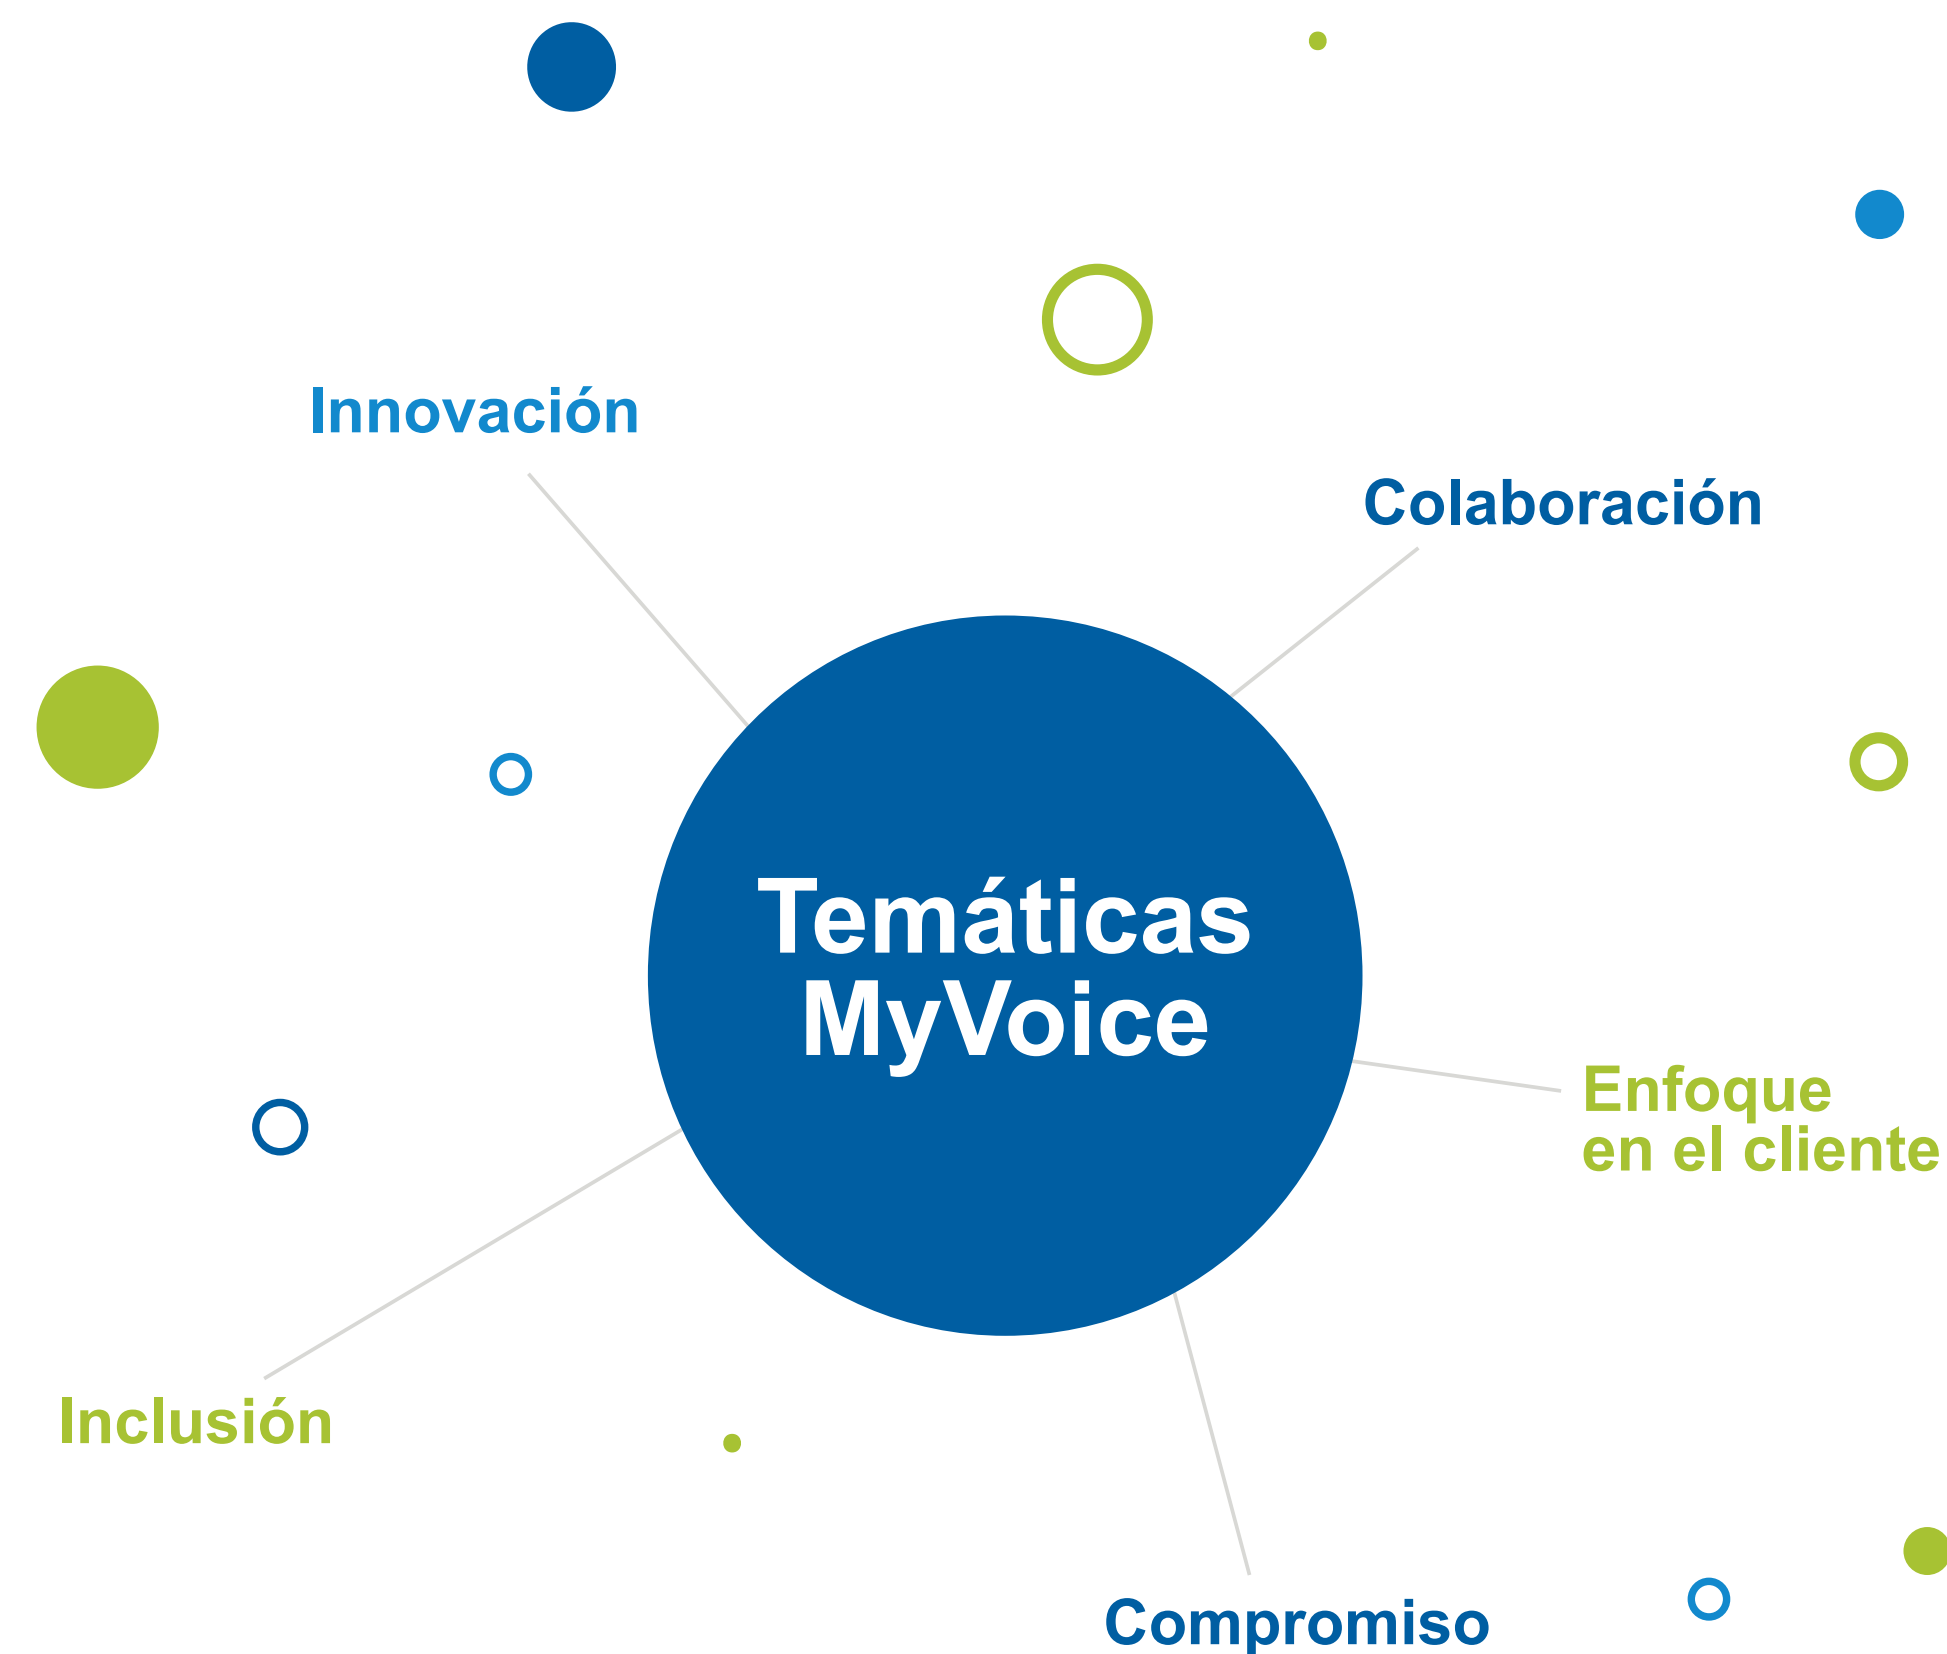 Innovación
Colaboración
Temáticas
MyVoice
Enfoque
en el cliente
Inclusión
Compromiso